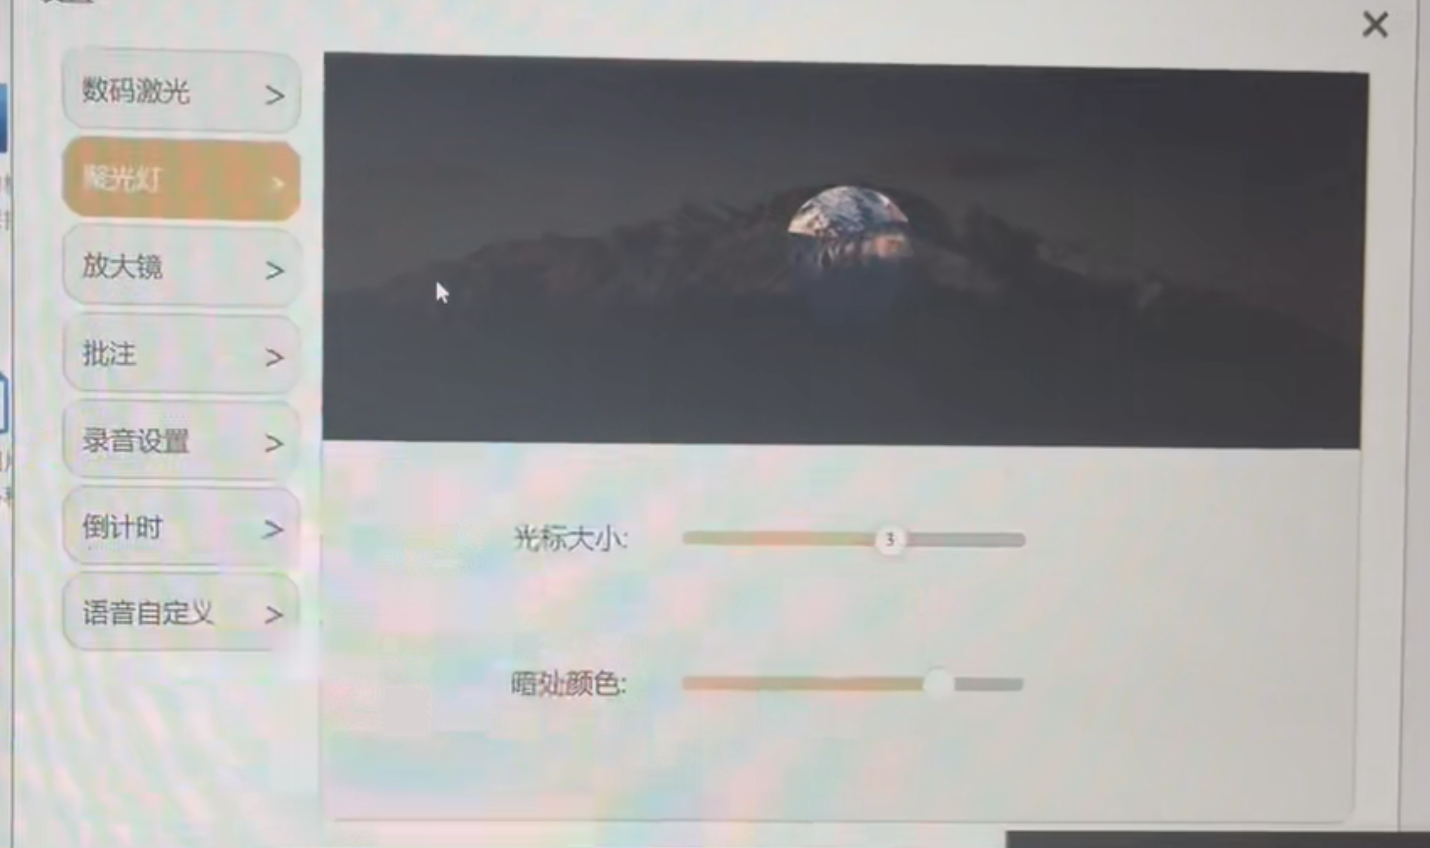 数码激光 >
聚光灯 >
放大镜 >
批注 >
录音设置 >
倒计时 >
语音自定义 >
光标大小: 3
暗处颜色: